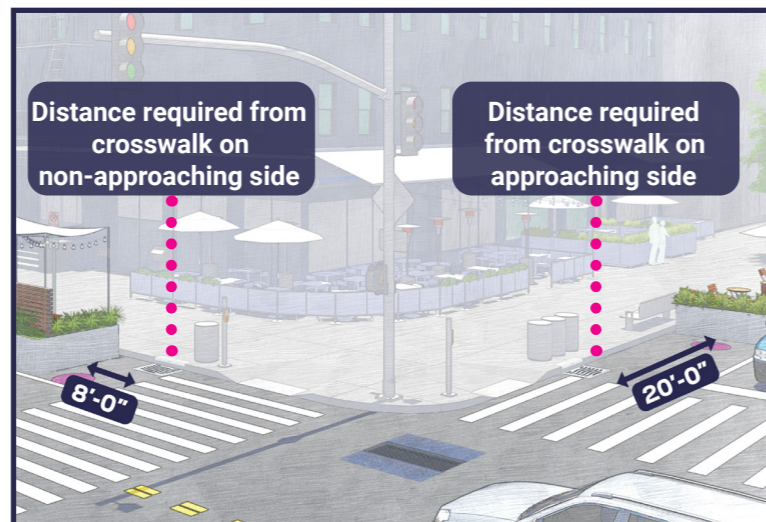 Distance required from
crosswalk on
non-approaching side
Distance required
from crosswalk on
approaching side
8'-0"
20'-0"